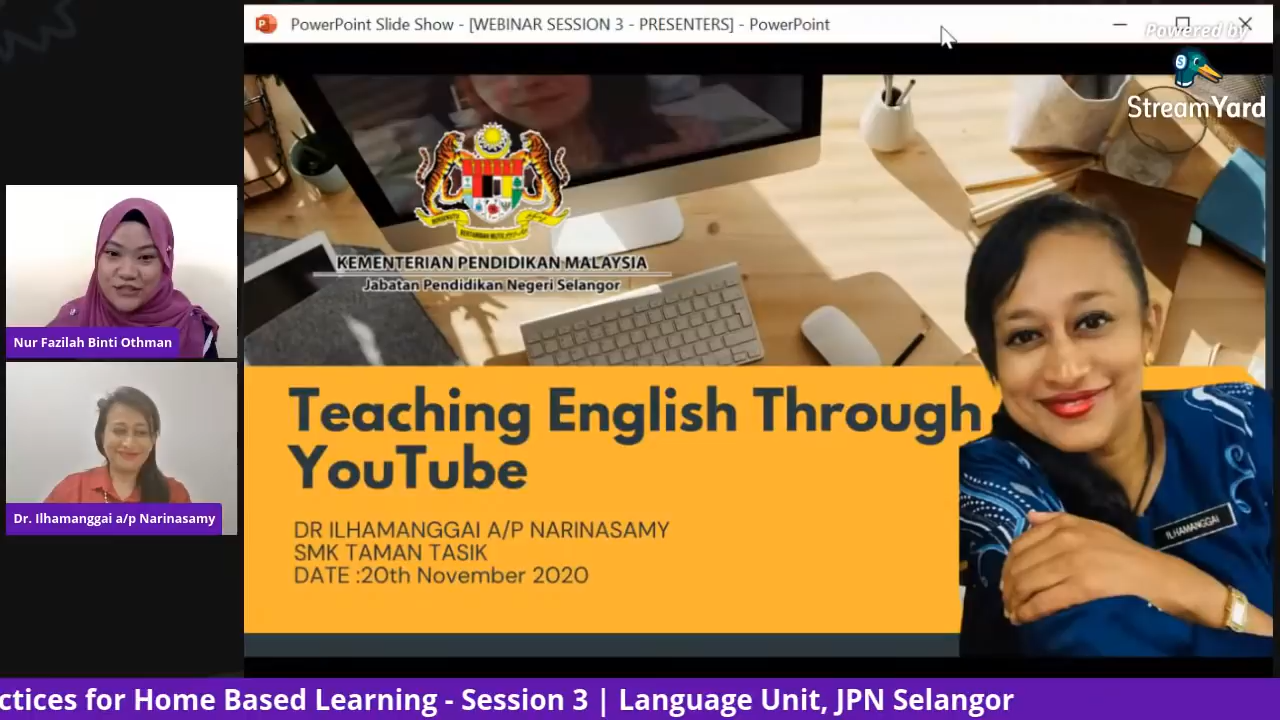 PowerPoint Slide Show - [WEBINAR SESSION 3 - PRESENTERS] - PowerPoint
Powered by
StreamYard
KEMENTERIAN PENDIDIKAN MALAYSIA
Jabatan Pendidikan Negeri Selangor
Nur Fazilah Binti Othman
Dr. Ilhamanggai a/p Narinasamy
Teaching English Through
YouTube
DR ILHAMANGGAI A/P NARINASAMY
SMK TAMAN TASIK
DATE :20th November 2020
ILHAMANGGAI
ctices for Home Based Learning - Session 3 | Language Unit, JPN Selangor